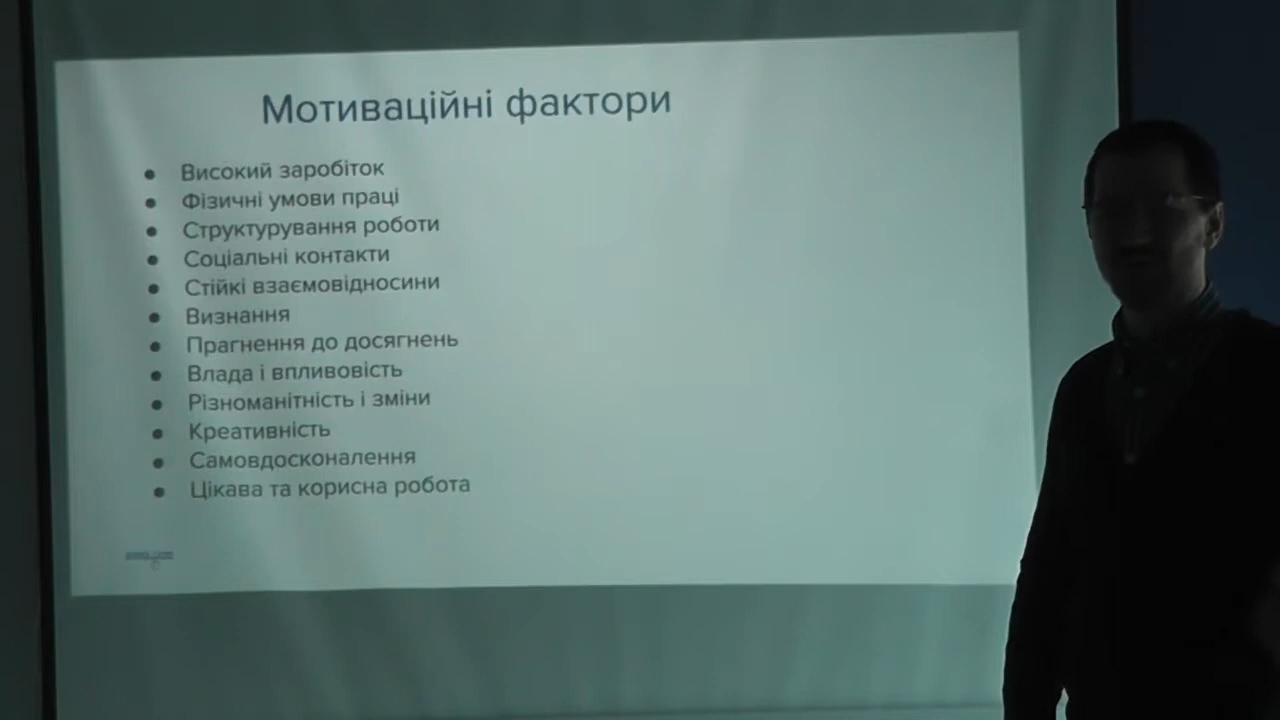 Мотиваційні фактори
● Високий заробіток
● Фізичні умови праці
● Структурування роботи
● Соціальні контакти
● Стійкі взаємовідносини
● Визнання
● Прагнення до досягнень
● Влада і впливовість
● Різноманітність і зміни
● Креативність
● Самовдосконалення
● Цікава та корисна робота